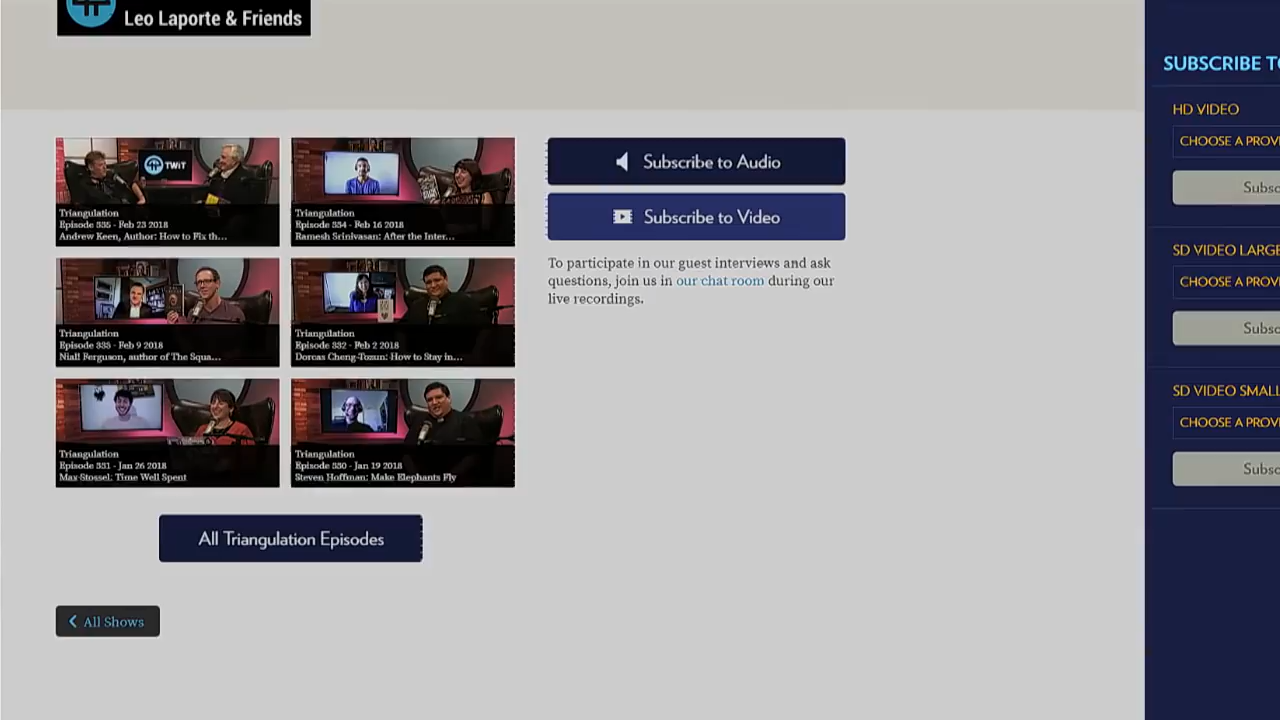 Leo Laporte & Friends
TWiT
Triangulation
Episode 335 - Feb 23 2018
Andrew Keen, Author: How to Fix th...
Triangulation
Episode 334 - Feb 16 2018
Ramesh Srinivasan: After the Inter...
Triangulation
Episode 333 - Feb 9 2018
Niall Ferguson, author of The Squa...
Triangulation
Episode 332 - Feb 2 2018
Dorcas Cheng-Tozun: How to Stay in...
Triangulation
Episode 331 - Jan 26 2018
Max Stossel: Time Well Spent
Triangulation
Episode 330 - Jan 19 2018
Steven Hoffman: Make Elephants Fly
All Triangulation Episodes
All Shows
Subscribe to Audio
Subscribe to Video
To participate in our guest interviews and ask
questions, join us in our chat room during our
live recordings.
SUBSCRIBE TO
HD VIDEO
CHOOSE A PROV
Subsc
SD VIDEO LARGE
CHOOSE A PROV
Subsc
SD VIDEO SMALL
CHOOSE A PROV
Subsc